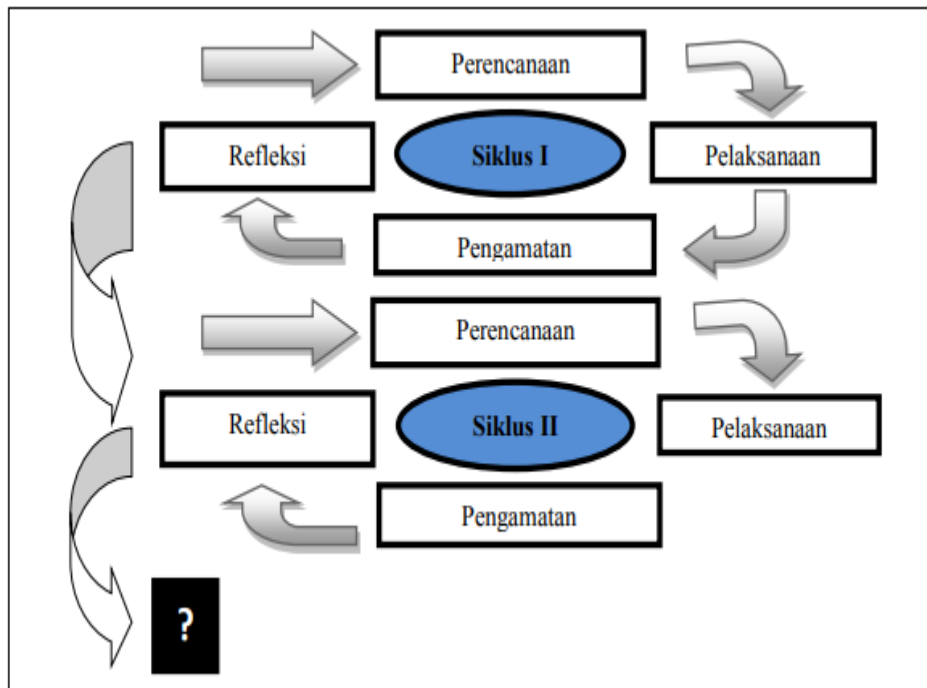 Perencanaan
Refleksi
Siklus I
Pelaksanaan
Pengamatan
Perencanaan
Refleksi
Siklus II
Pelaksanaan
Pengamatan
?